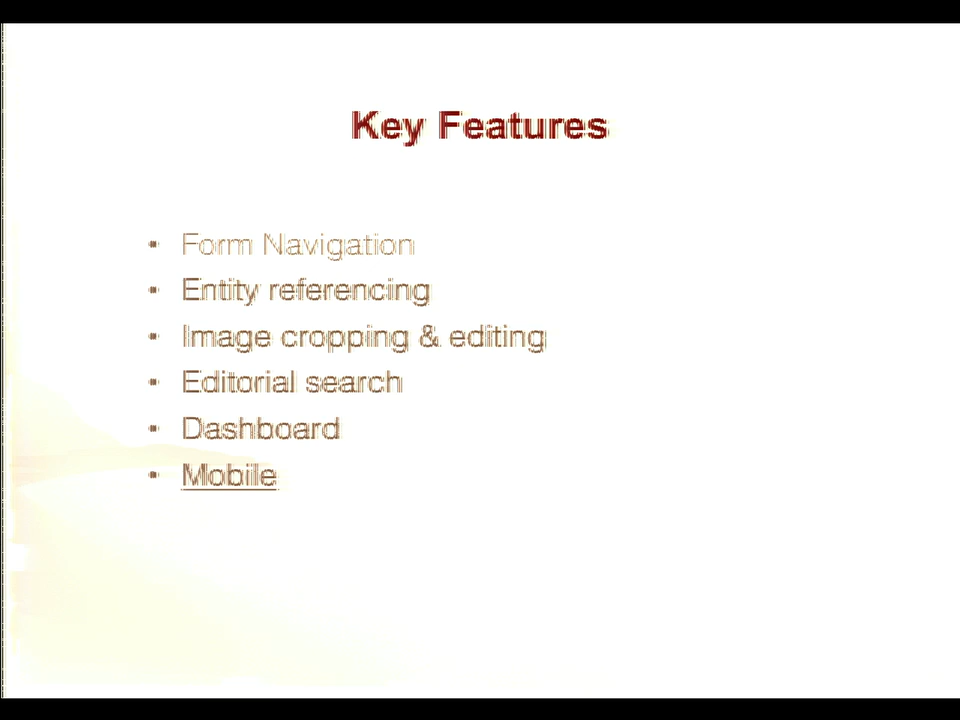 Key Features
• Form Navigation
• Entity referencing
• Image cropping & editing
• Editorial search
• Dashboard
• Mobile